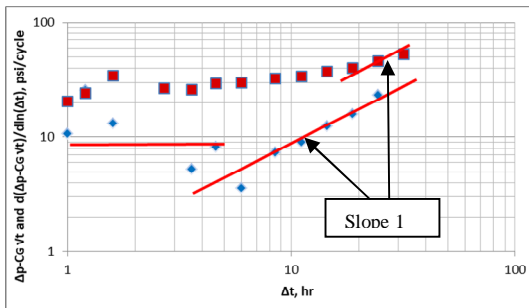 Δp-CG √t and d(Δp-CG √t)/dln(Δt), psi/cycle
100
10
1
1
10
100
Slope 1
Δt, hr